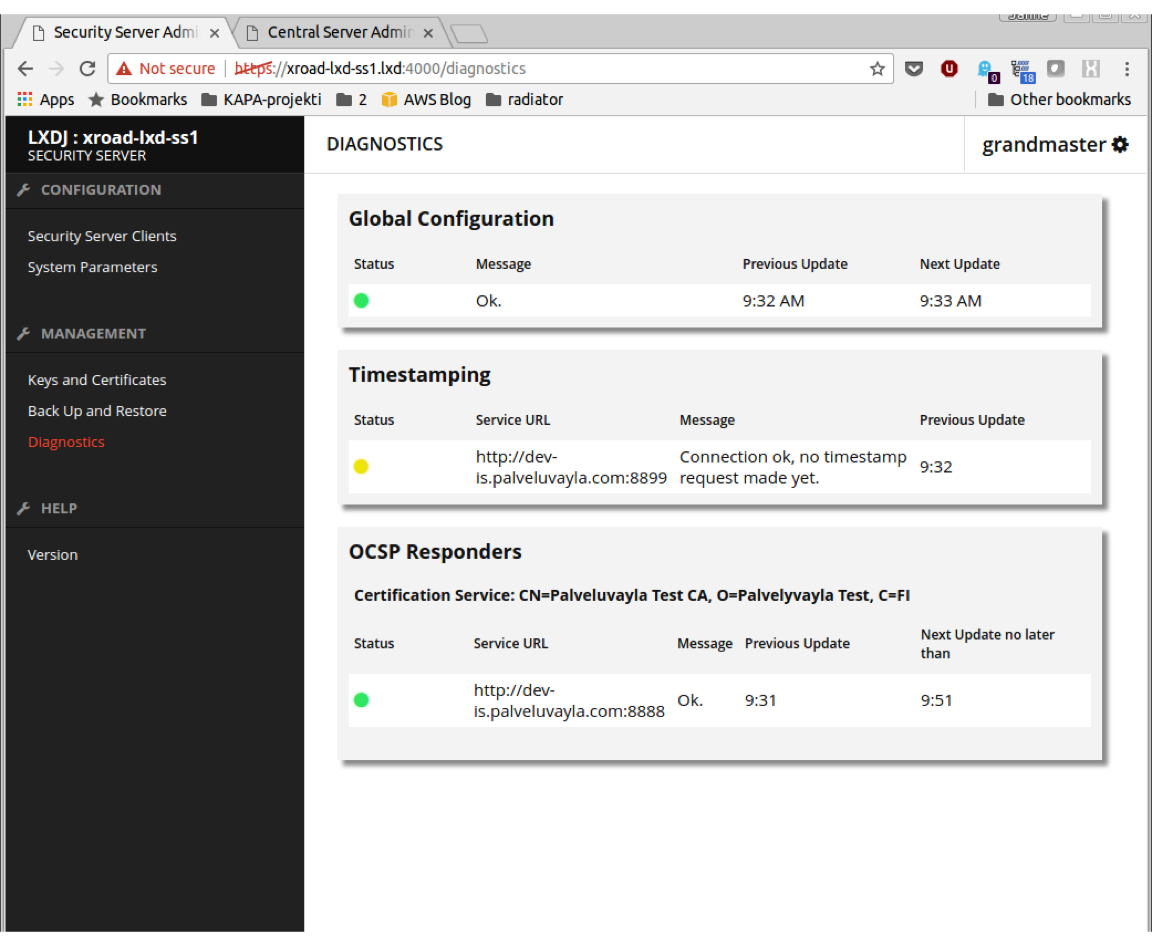 Security Server Admi
Central Server Admin
Not secure
https://xroad-lxd-ss1.lxd:4000/diagnostics
0
18
Apps
Bookmarks
KAPA-projekti
2
AWS Blog
radiator
Other bookmarks
LXDJ : xroad-lxd-ss1
SECURITY SERVER
DIAGNOSTICS
grandmaster
CONFIGURATION
Security Server Clients
System Parameters
MANAGEMENT
Keys and Certificates
Back Up and Restore
Diagnostics
HELP
Version
Global Configuration
Status Message Previous Update Next Update
Ok. 9:32 AM 9:33 AM
Timestamping
Status Service URL Message Previous Update
http://dev-
is.palveluvayla.com:8899
Connection ok, no timestamp
request made yet.
9:32
OCSP Responders
Certification Service: CN=Palveluvayla Test CA, O=Palvelyvayla Test, C=FI
Status Service URL Message Previous Update
Next Update no later
than
http://dev-
is.palveluvayla.com:8888
Ok. 9:31 9:51